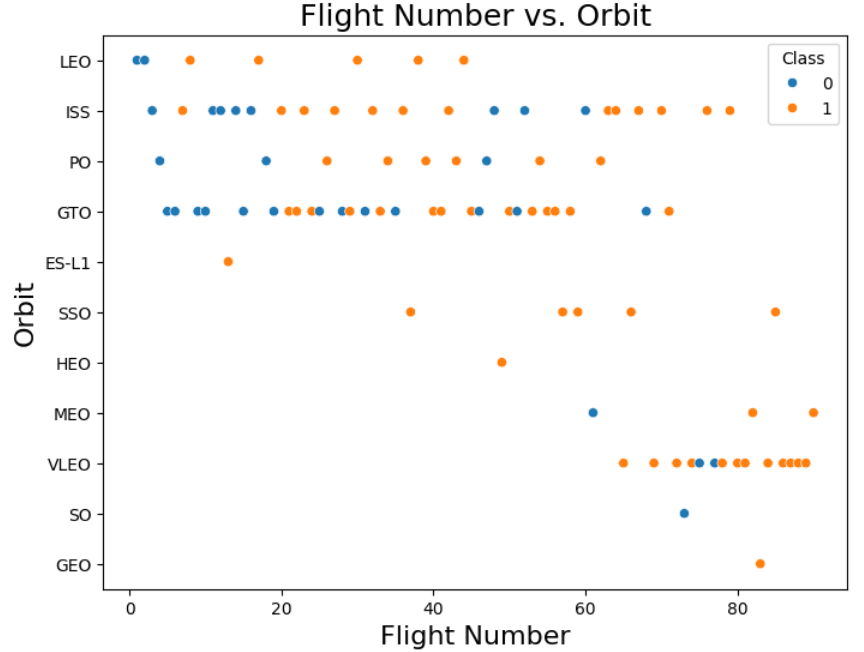 Flight Number vs. Orbit
LEO
ISS
PO
GTO
ES-L1
SSO
HEO
MEO
VLEO
SO
GEO
Orbit
Class
0
1
0 20 40 60 80
Flight Number